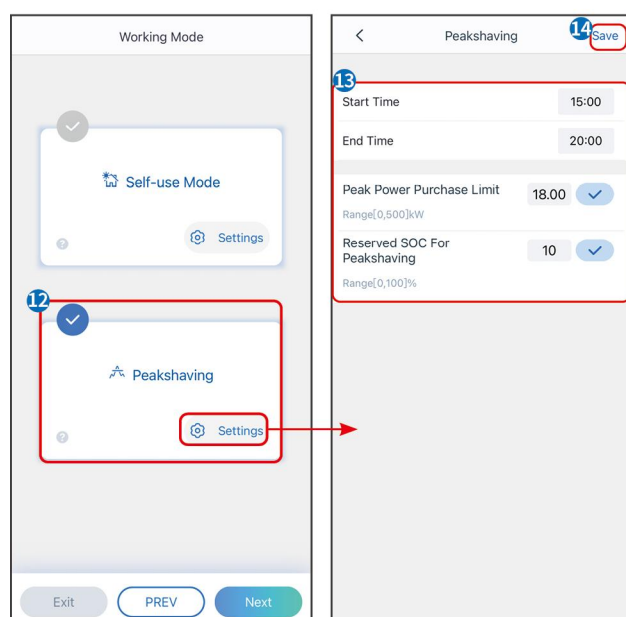 Working Mode
Self-use Mode
Settings
12
Peakshaving
Settings
Exit
PREV
Next
Peakshaving
14
Save
13
Start Time
15:00
End Time
20:00
Peak Power Purchase Limit
18.00
Range[0,500]kW
Reserved SOC For
Peakshaving
10
Range[0,100]%